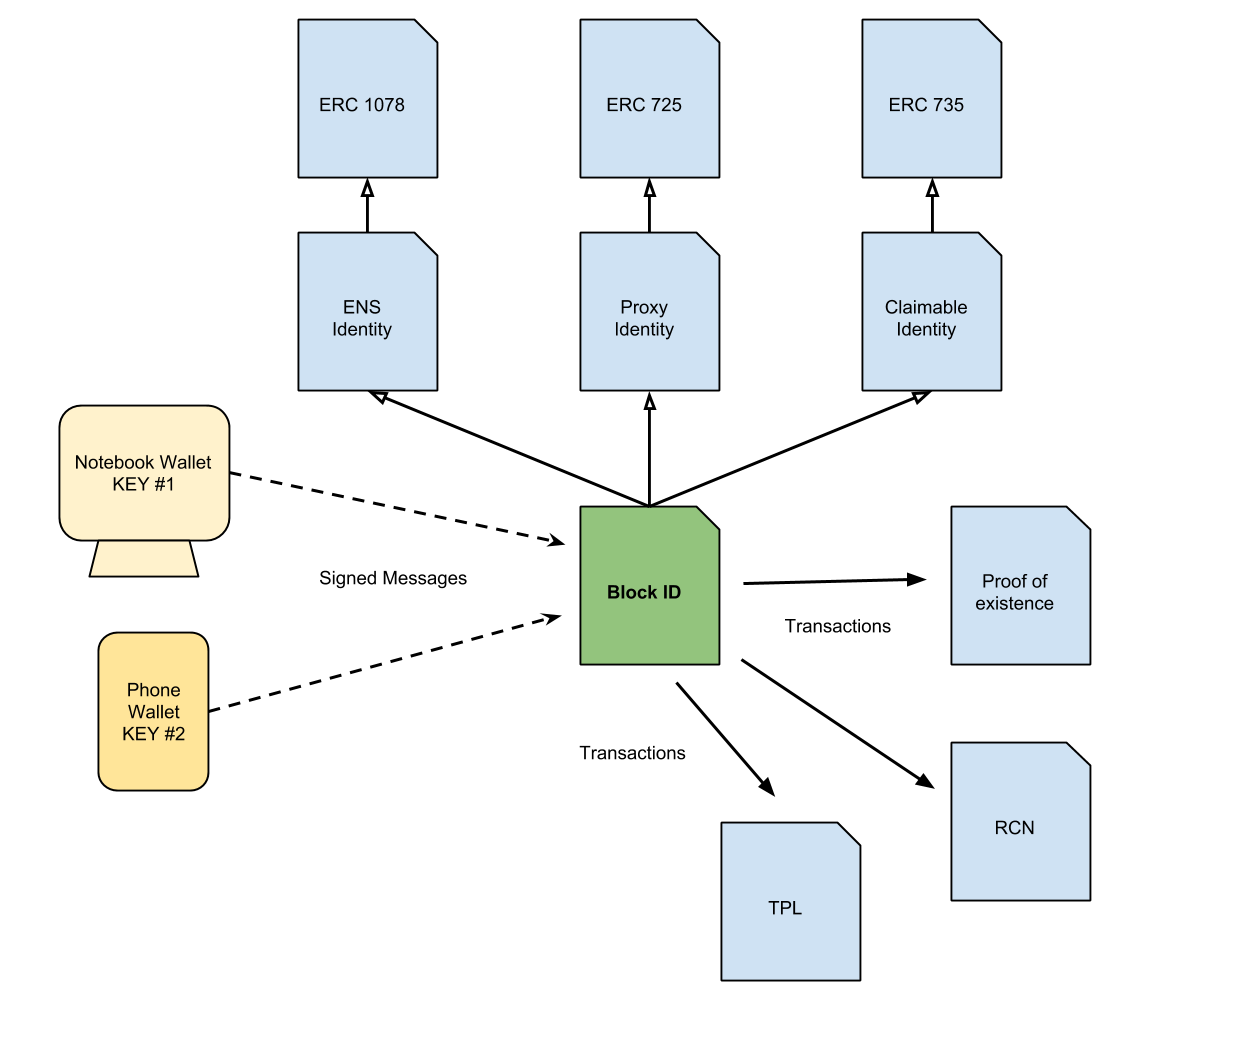 ERC 1078
ERC 725
ERC 735
ENS
Identity
Proxy
Identity
Claimable
Identity
Notebook Wallet
KEY #1
Signed Messages
Block ID
Proof of
existence
Transactions
Phone
Wallet
KEY #2
Transactions
RCN
TPL